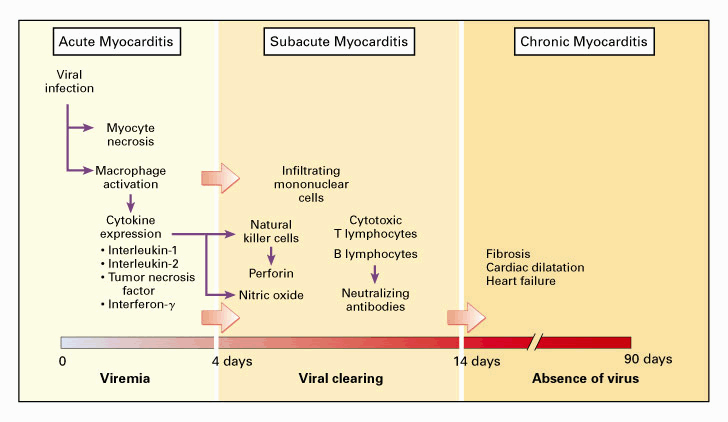 Acute Myocarditis
Subacute Myocarditis
Chronic Myocarditis
Viral
infection
Myocyte
necrosis
Macrophage
activation
Cytokine
expression
• Interleukin-1
• Interleukin-2
• Tumor necrosis
factor
• Interferon-γ
Infiltrating
mononuclear
cells
Natural
killer cells
Perforin
Nitric oxide
Cytotoxic
T lymphocytes
B lymphocytes
Neutralizing
antibodies
Fibrosis
Cardiac dilatation
Heart failure
0
4 days
14 days
90 days
Viremia
Viral clearing
Absence of virus